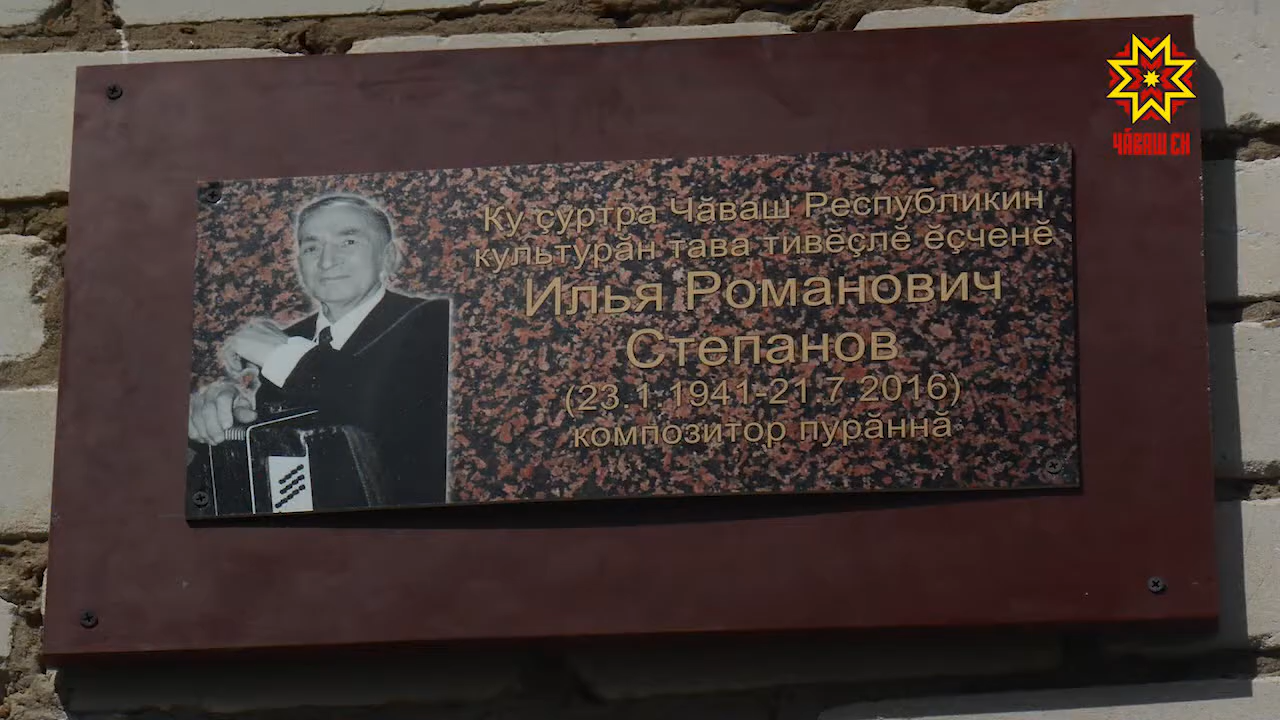 Ку ҫуртра Чӑваш Республикин
культурӑн тава тивӗҫлӗ ӗҫченӗ
Илья Романович
Степанов
(23.1.1941-21.7.2016)
композитор пурӑннӑ
ЧӐВАШ ЕН